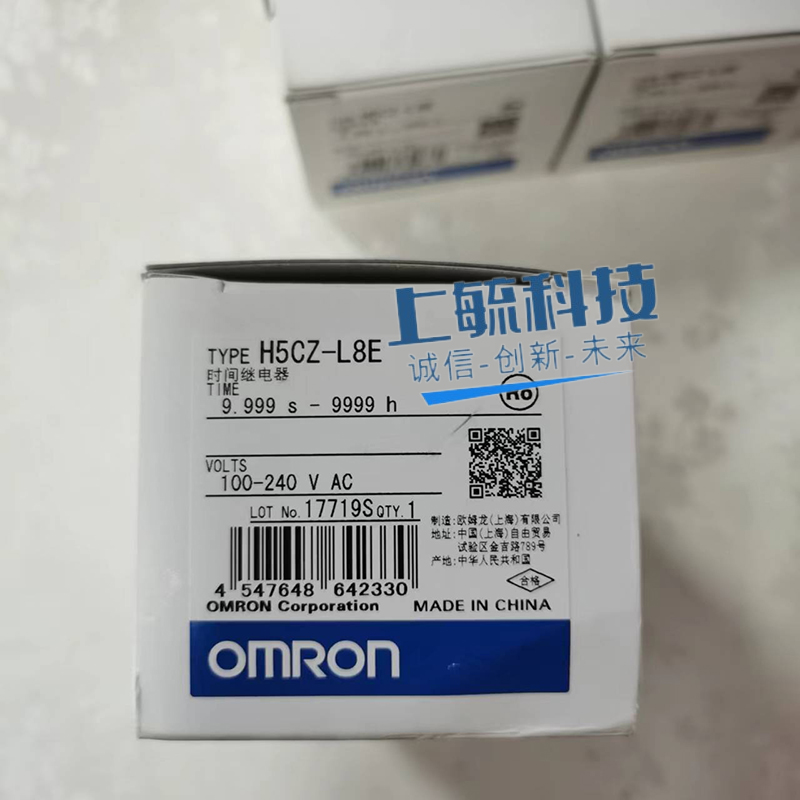 上毓科技
诚信-创新-未来
TYPE H5CZ-L8E
时间继电器
TIME
9.999 s - 9999 h
VOLTS
100-240 V AC
LOT No. 17719S QTY. 1
制造: 欧姆龙(上海)有限公司
地址: 中国(上海)自由贸易
试验区金吉路789号
产地: 中华人民共和国
4 547648 642330
合格
OMRON Corporation
MADE IN CHINA
OMRON